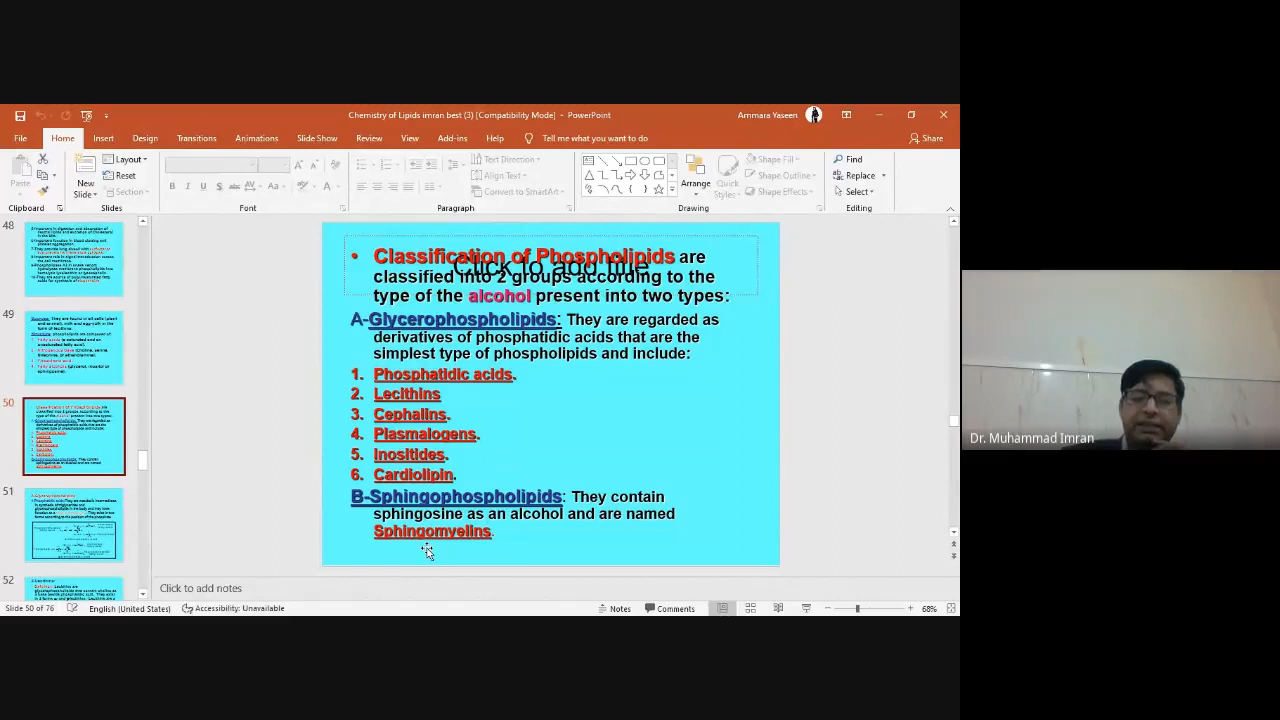 Chemistry of Lipids imran best (3) [Compatibility Mode] - PowerPoint
Ammara Yaseen
File Home Insert Design Transitions Animations Slide Show Review View Add-ins Help Tell me what you want to do Share
Paste
New Slide
Layout
Reset
Section
Text Direction
Align Text
Convert to SmartArt
Arrange
Quick Styles
Shape Fill
Shape Outline
Shape Effects
Find
Replace
Select
Clipboard Slides Font Paragraph Drawing Editing
48
49
50
51
52
Click to add title
• Classification of Phospholipids are
classified into 2 groups according to the
type of the alcohol present into two types:
A-Glycerophospholipids: They are regarded as
derivatives of phosphatidic acids that are the
simplest type of phospholipids and include:
1. Phosphatidic acids.
2. Lecithins
3. Cephalins.
4. Plasmalogens.
5. Inositides.
6. Cardiolipin.
B-Sphingophospholipids: They contain
sphingosine as an alcohol and are named
Sphingomyelins.
Click to add notes
Slide 50 of 76 English (United States) Accessibility: Unavailable Notes Comments 68%
Dr. Muhammad Imran